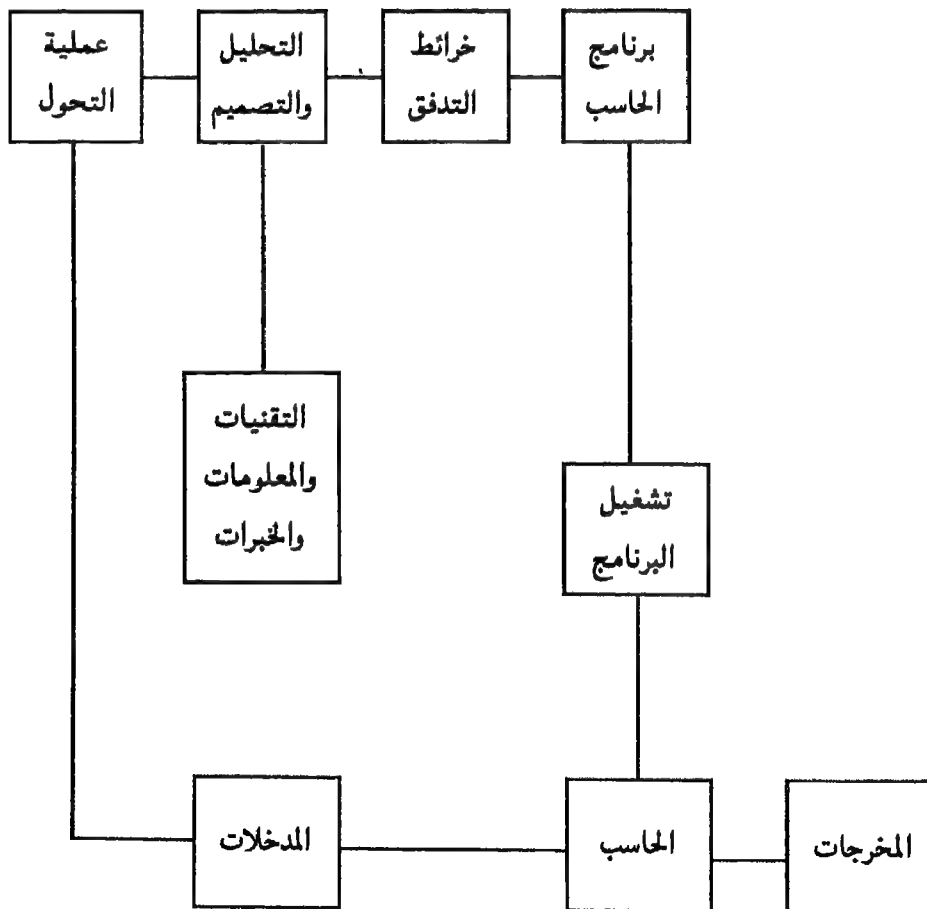 برنامج
الحاسب
خرائط
التدفق
التحليل
والتصميم
عملية
التحول
التقنيات
والمعلومات
والخبرات
تشغيل
البرنامج
المخرجات
الحاسب
المدخلات